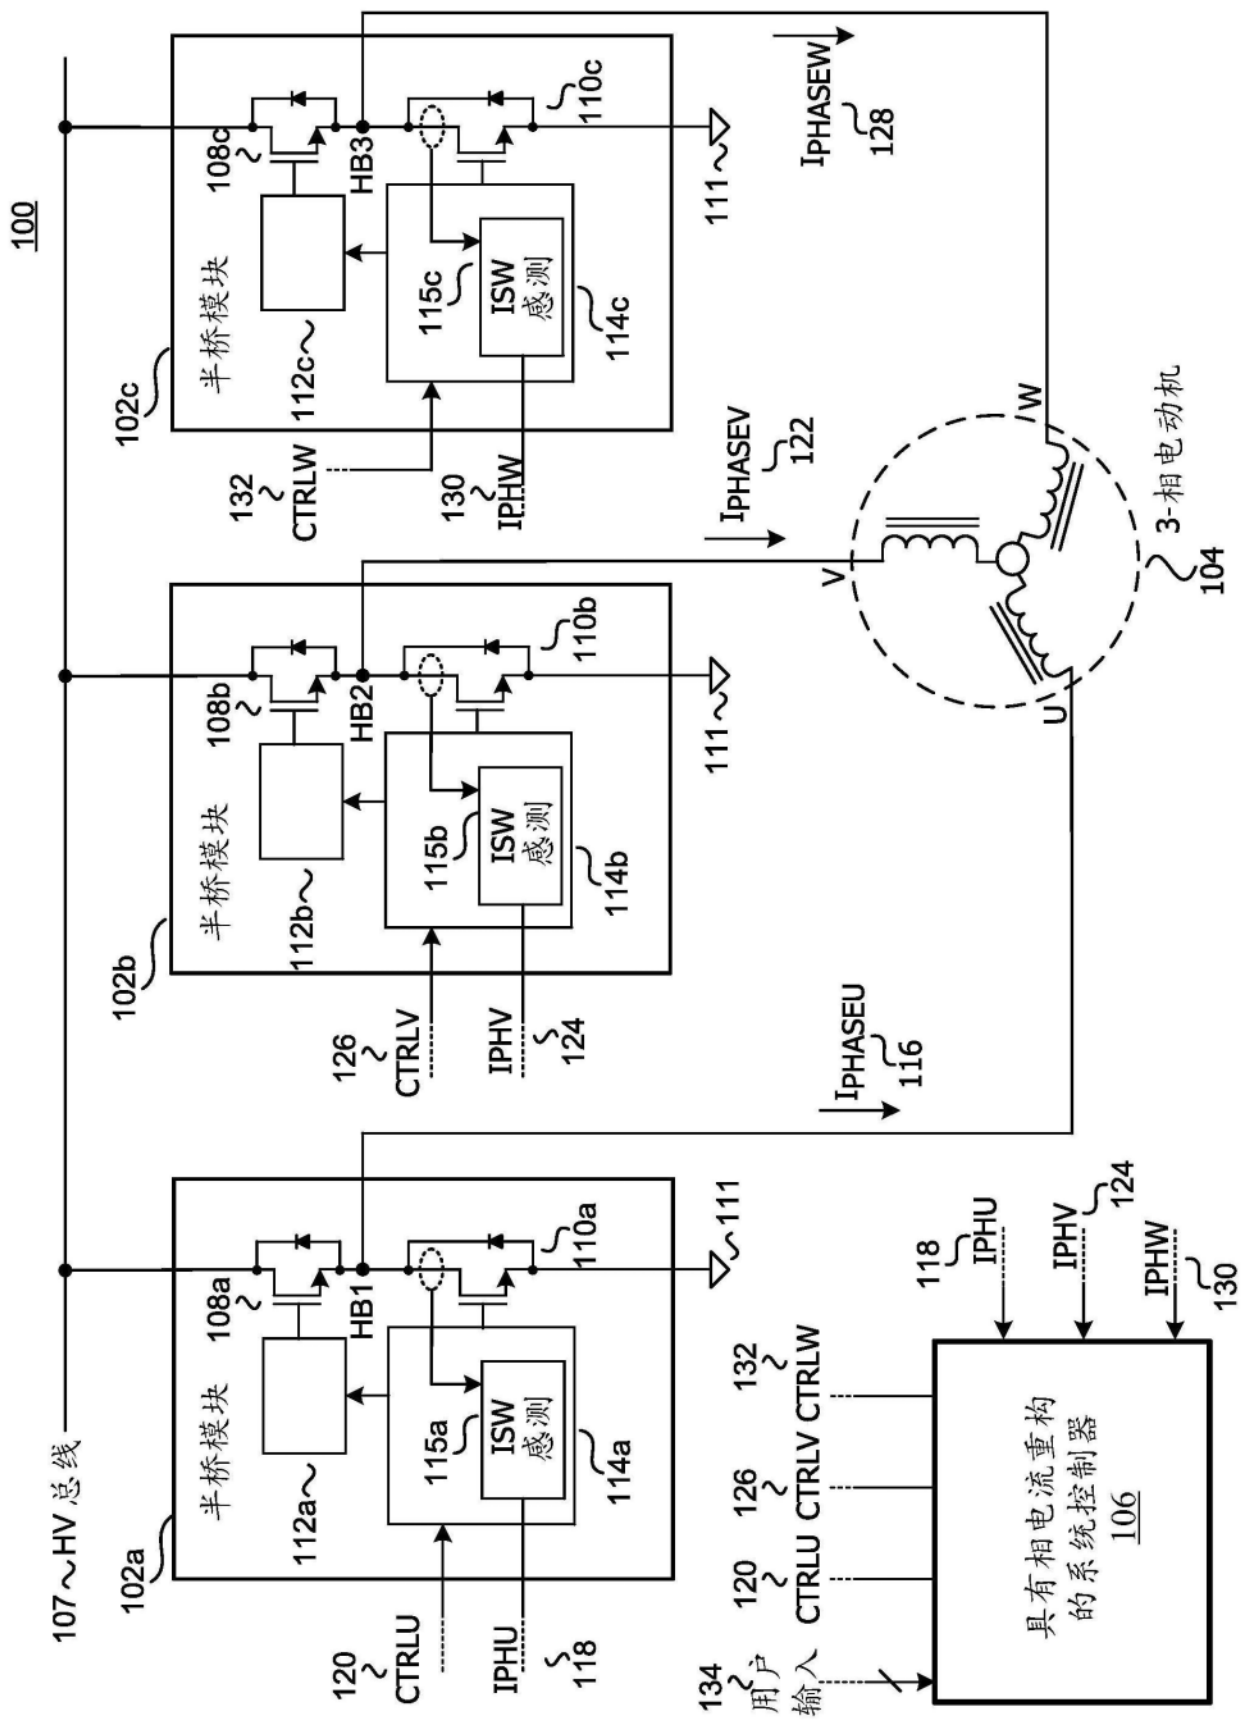 100
107 HV 总线
102a
半桥模块
108a
112a
HB1
110a
115a
ISW
感测
114a
120
CTRLU
IPHU
118
111
IPHASEU
116
102b
半桥模块
108b
112b
HB2
110b
115b
ISW
感测
114b
126
CTRLV
IPHV
124
111
IPHASEV
122
102c
半桥模块
108c
112c
HB3
110c
115c
ISW
感测
114c
132
CTRLW
130
IPHW
111
IPHASEW
128
V
W
U
3-相电动机
104
134
用户
输入
120
CTRLU
126
CTRLV
132
CTRLW
118
IPHU
124
IPHV
IPHW
130
具有相电流重构
的系统控制器
106